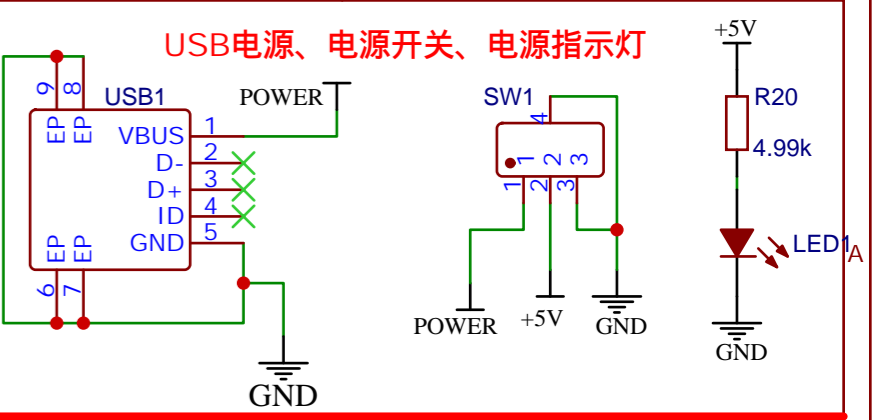 USB电源、电源开关、电源指示灯
USB1
9
8
EP
EP
VBUS
1
D-
2
D+
3
ID
4
GND
5
EP
EP
6
7
POWER
GND
SW1
4
1
2
3
1
2
3
POWER
+5V
GND
+5V
R20
4.99k
LED1
A
GND